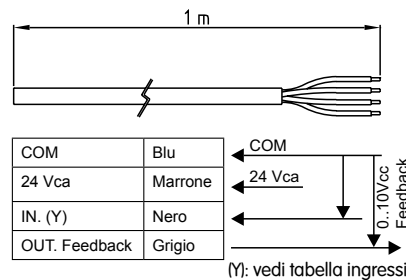 1 m
COM Blu COM
24 Vca Marrone 24 Vca
IN. (Y) Nero
OUT. Feedback Grigio
0..10Vcc
Feedback
(Y): vedi tabella ingressi